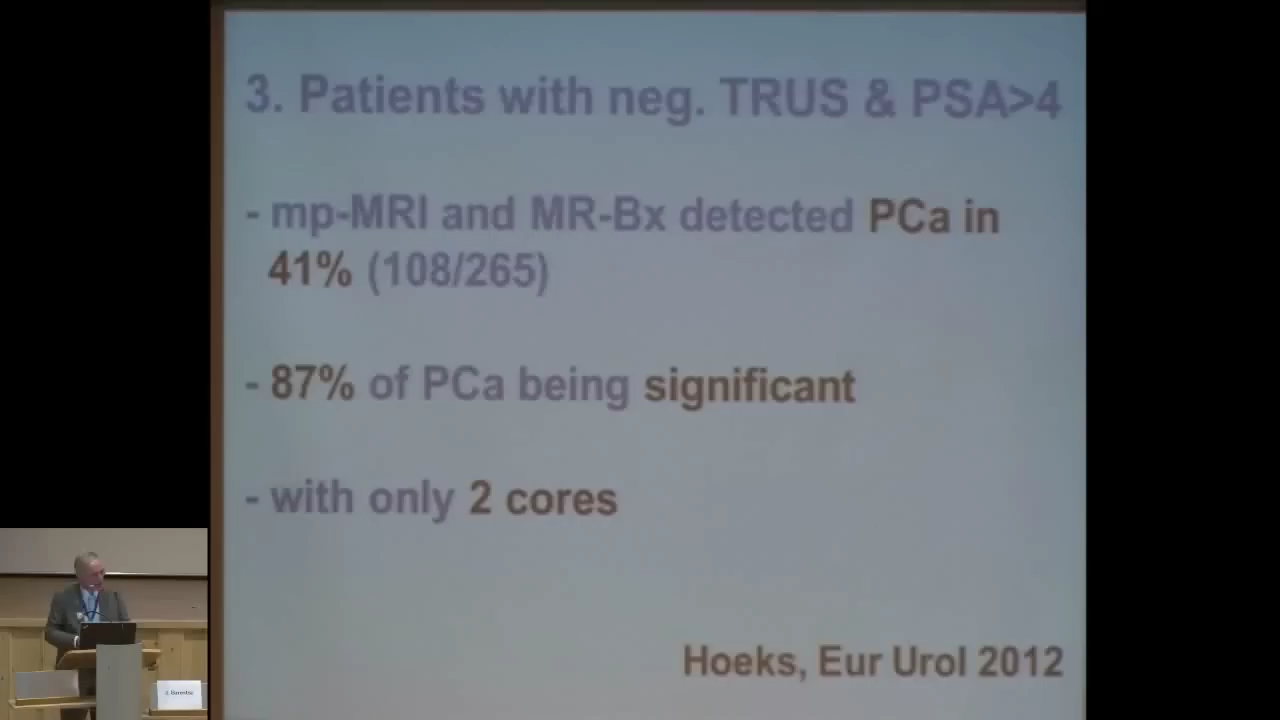 3. Patients with neg. TRUS & PSA>4
- mp-MRI and MR-Bx detected PCa in
41% (108/265)
- 87% of PCa being significant
- with only 2 cores
Hoeks, Eur Urol 2012